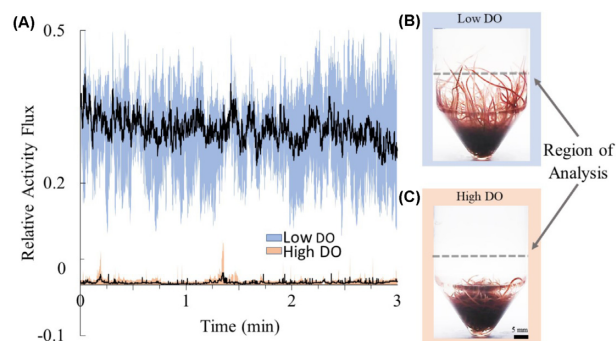 (A)
0.5
0.2
0
-0.1
Relative Activity Flux
Low DO
High DO
0
1
2
3
Time (min)
(B)
Low DO
Region of
Analysis
(C)
High DO
5 mm